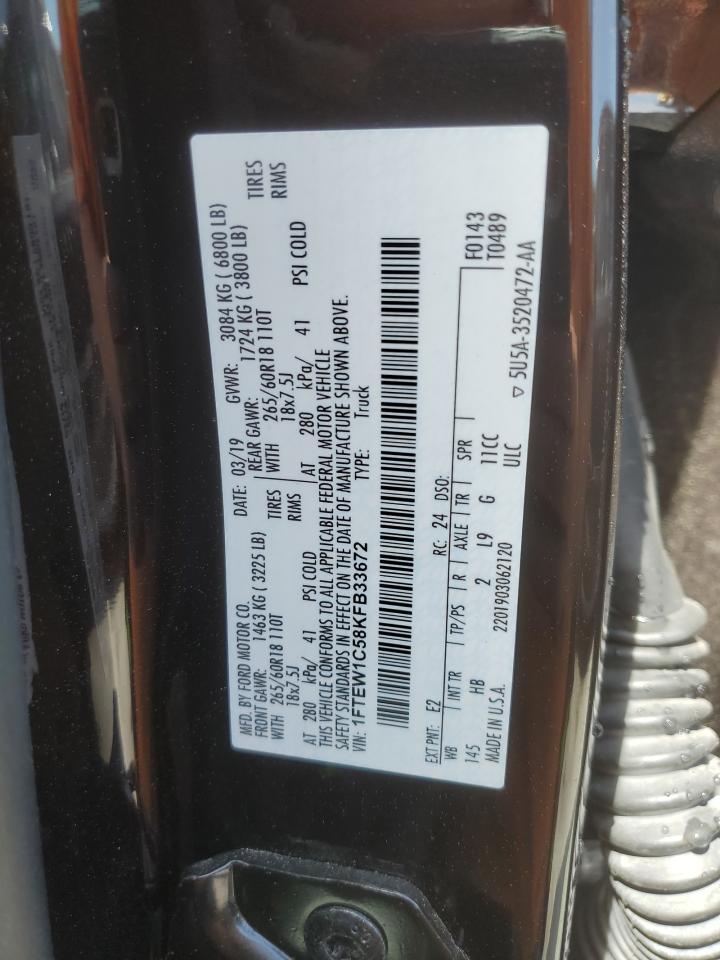 MFD. BY FORD MOTOR CO. DATE: 03/19 GVWR: 3084 KG ( 6800 LB)
FRONT GAWR: 1463 KG ( 3225 LB) REAR GAWR: 1724 KG ( 3800 LB)
WITH 265/60R18 110T TIRES WITH 265/60R18 110T TIRES
18x7.5J RIMS 18x7.5J RIMS
AT 280 kPa/ 41 PSI COLD AT 280 kPa/ 41 PSI COLD
THIS VEHICLE CONFORMS TO ALL APPLICABLE FEDERAL MOTOR VEHICLE
SAFETY STANDARDS IN EFFECT ON THE DATE OF MANUFACTURE SHOWN ABOVE.
VIN: 1FTEW1C58KFB33672 TYPE: Truck
EXT PNT: E2 RC: 24 DSO:
WB INT TR TP/PS R AXLE TR SPR F0143
145 HB 2 L9 G 11CC T0489
MADE IN U.S.A. 2201903062120 ULC ▽ 5U5A-3520472-AA